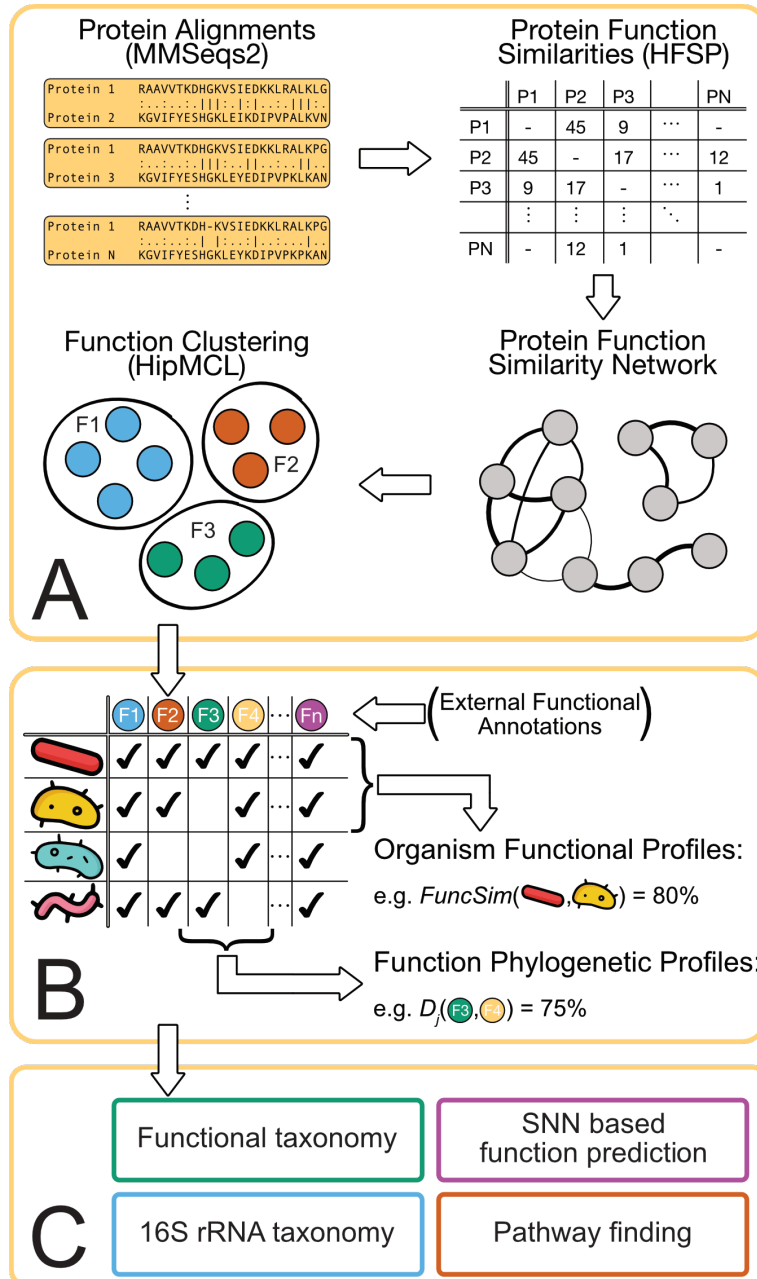 Protein Alignments
(MMSeqs2)
Protein 1 RAAVVTKDHGKVSIEDKKLRALKLG
:..:..:.|||:.|:|..:..|||:.
Protein 2 KGVIFYESHGKLEIKDIPVPALKVN
Protein 1 RAAVVTKDHGKVSIEDKKLRALKPG
:..:..:.|||:..||..:..||..
Protein 3 KGVIFYESHGKLEYEDIPVPKLKAN
⋮
Protein 1 RAAVVTKDH-KVSIEDKKLRALKPG
:..:..:.| |:..:|..:...|..
Protein N KGVIFYESHGKLEYKDIPVPKPKAN
Protein Function
Similarities (HFSP)
P1 P2 P3 PN
P1 - 45 9 ⋯ -
P2 45 - 17 ⋯ 12
P3 9 17 - ⋯ 1
⋮ ⋮ ⋮ ⋱
PN - 12 1 -
Function Clustering
(HipMCL)
F1
F2
F3
Protein Function
Similarity Network
A
F1 F2 F3 F4 ⋯ Fn
(External Functional
Annotations)
✓ ✓ ✓ ✓ ⋯ ✓
✓ ✓ ✓ ⋯ ✓
✓ ✓ ⋯ ✓
✓ ✓ ✓ ⋯ ✓
Organism Functional Profiles:
e.g. FuncSim( , ) = 80%
Function Phylogenetic Profiles:
e.g. Dj(F3,F4) = 75%
B
Functional taxonomy
SNN based
function prediction
16S rRNA taxonomy
Pathway finding
C